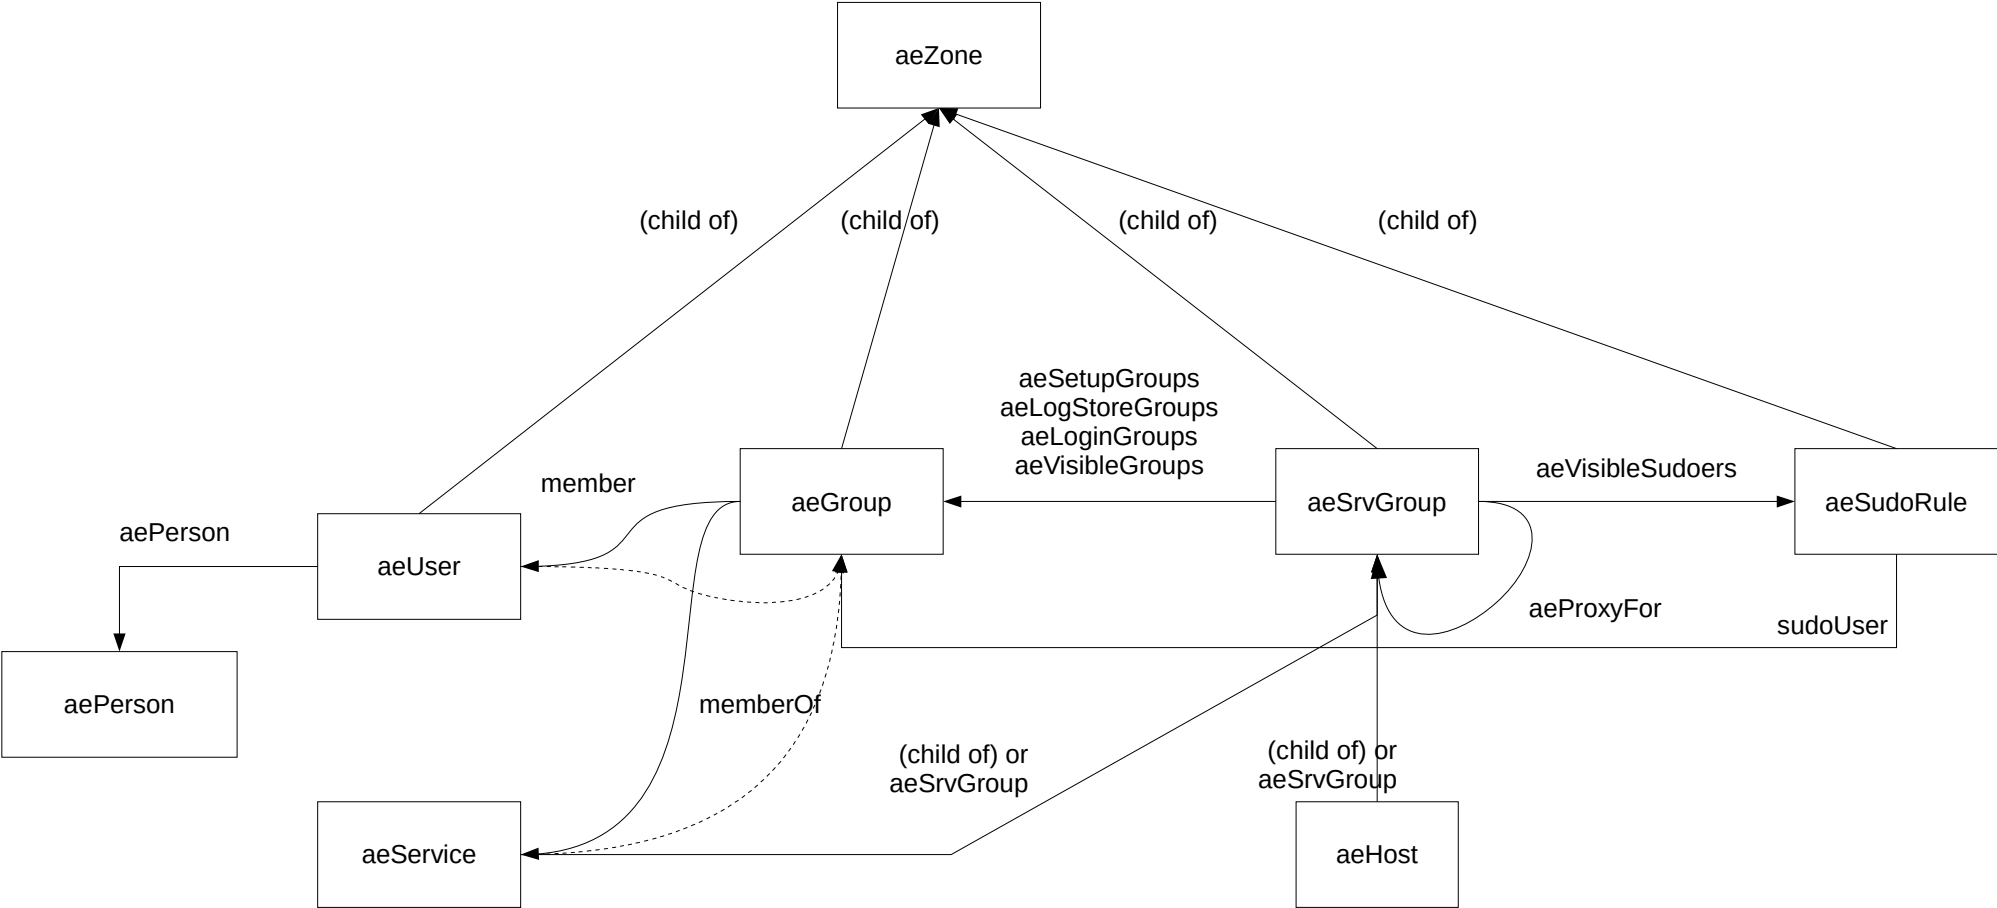 aeZone
(child of)
(child of)
(child of)
(child of)
aeSetupGroups
aeLogStoreGroups
aeLoginGroups
aeVisibleGroups
member
aeGroup
aeSrvGroup
aeVisibleSudoers
aeSudoRule
aePerson
aeUser
aeProxyFor
sudoUser
aePerson
memberOf
(child of) or
aeSrvGroup
(child of) or
aeSrvGroup
aeService
aeHost